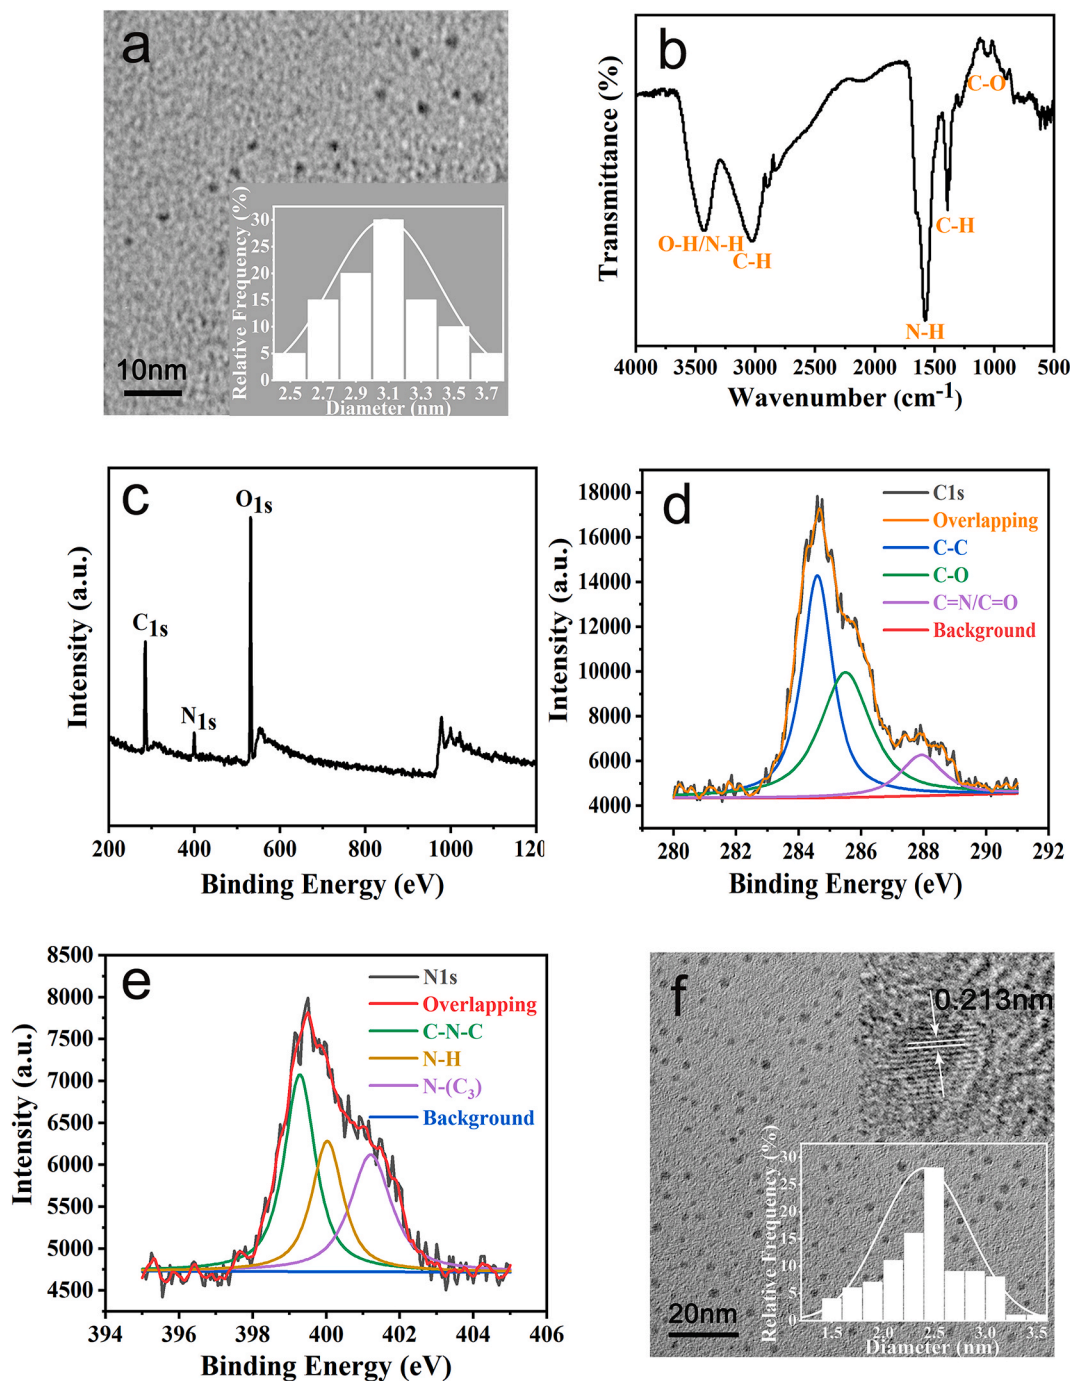 a
10nm
Relative Frequency (%)
30
25
20
15
10
5
0
2.5 2.7 2.9 3.1 3.3 3.5 3.7
Diameter (nm)
b
Transmittance (%)
O-H/N-H
C-H
N-H
C-H
C-O
4000 3500 3000 2500 2000 1500 1000 500
Wavenumber (cm-1)
c
Intensity (a.u.)
C1s
N1s
O1s
200 400 600 800 1000 120
Binding Energy (eV)
d
Intensity (a.u.)
18000
16000
14000
12000
10000
8000
6000
4000
C1s
Overlapping
C-C
C-O
C=N/C=O
Background
280 282 284 286 288 290 292
Binding Energy (eV)
e
Intensity (a.u.)
8500
8000
7500
7000
6500
6000
5500
5000
4500
N1s
Overlapping
C-N-C
N-H
N-(C3)
Background
394 396 398 400 402 404 406
Binding Energy (eV)
f
0.213nm
20nm
Relative Frequency (%)
30
25
20
15
10
5
0
1.5 2.0 2.5 3.0 3.5
Diameter (nm)